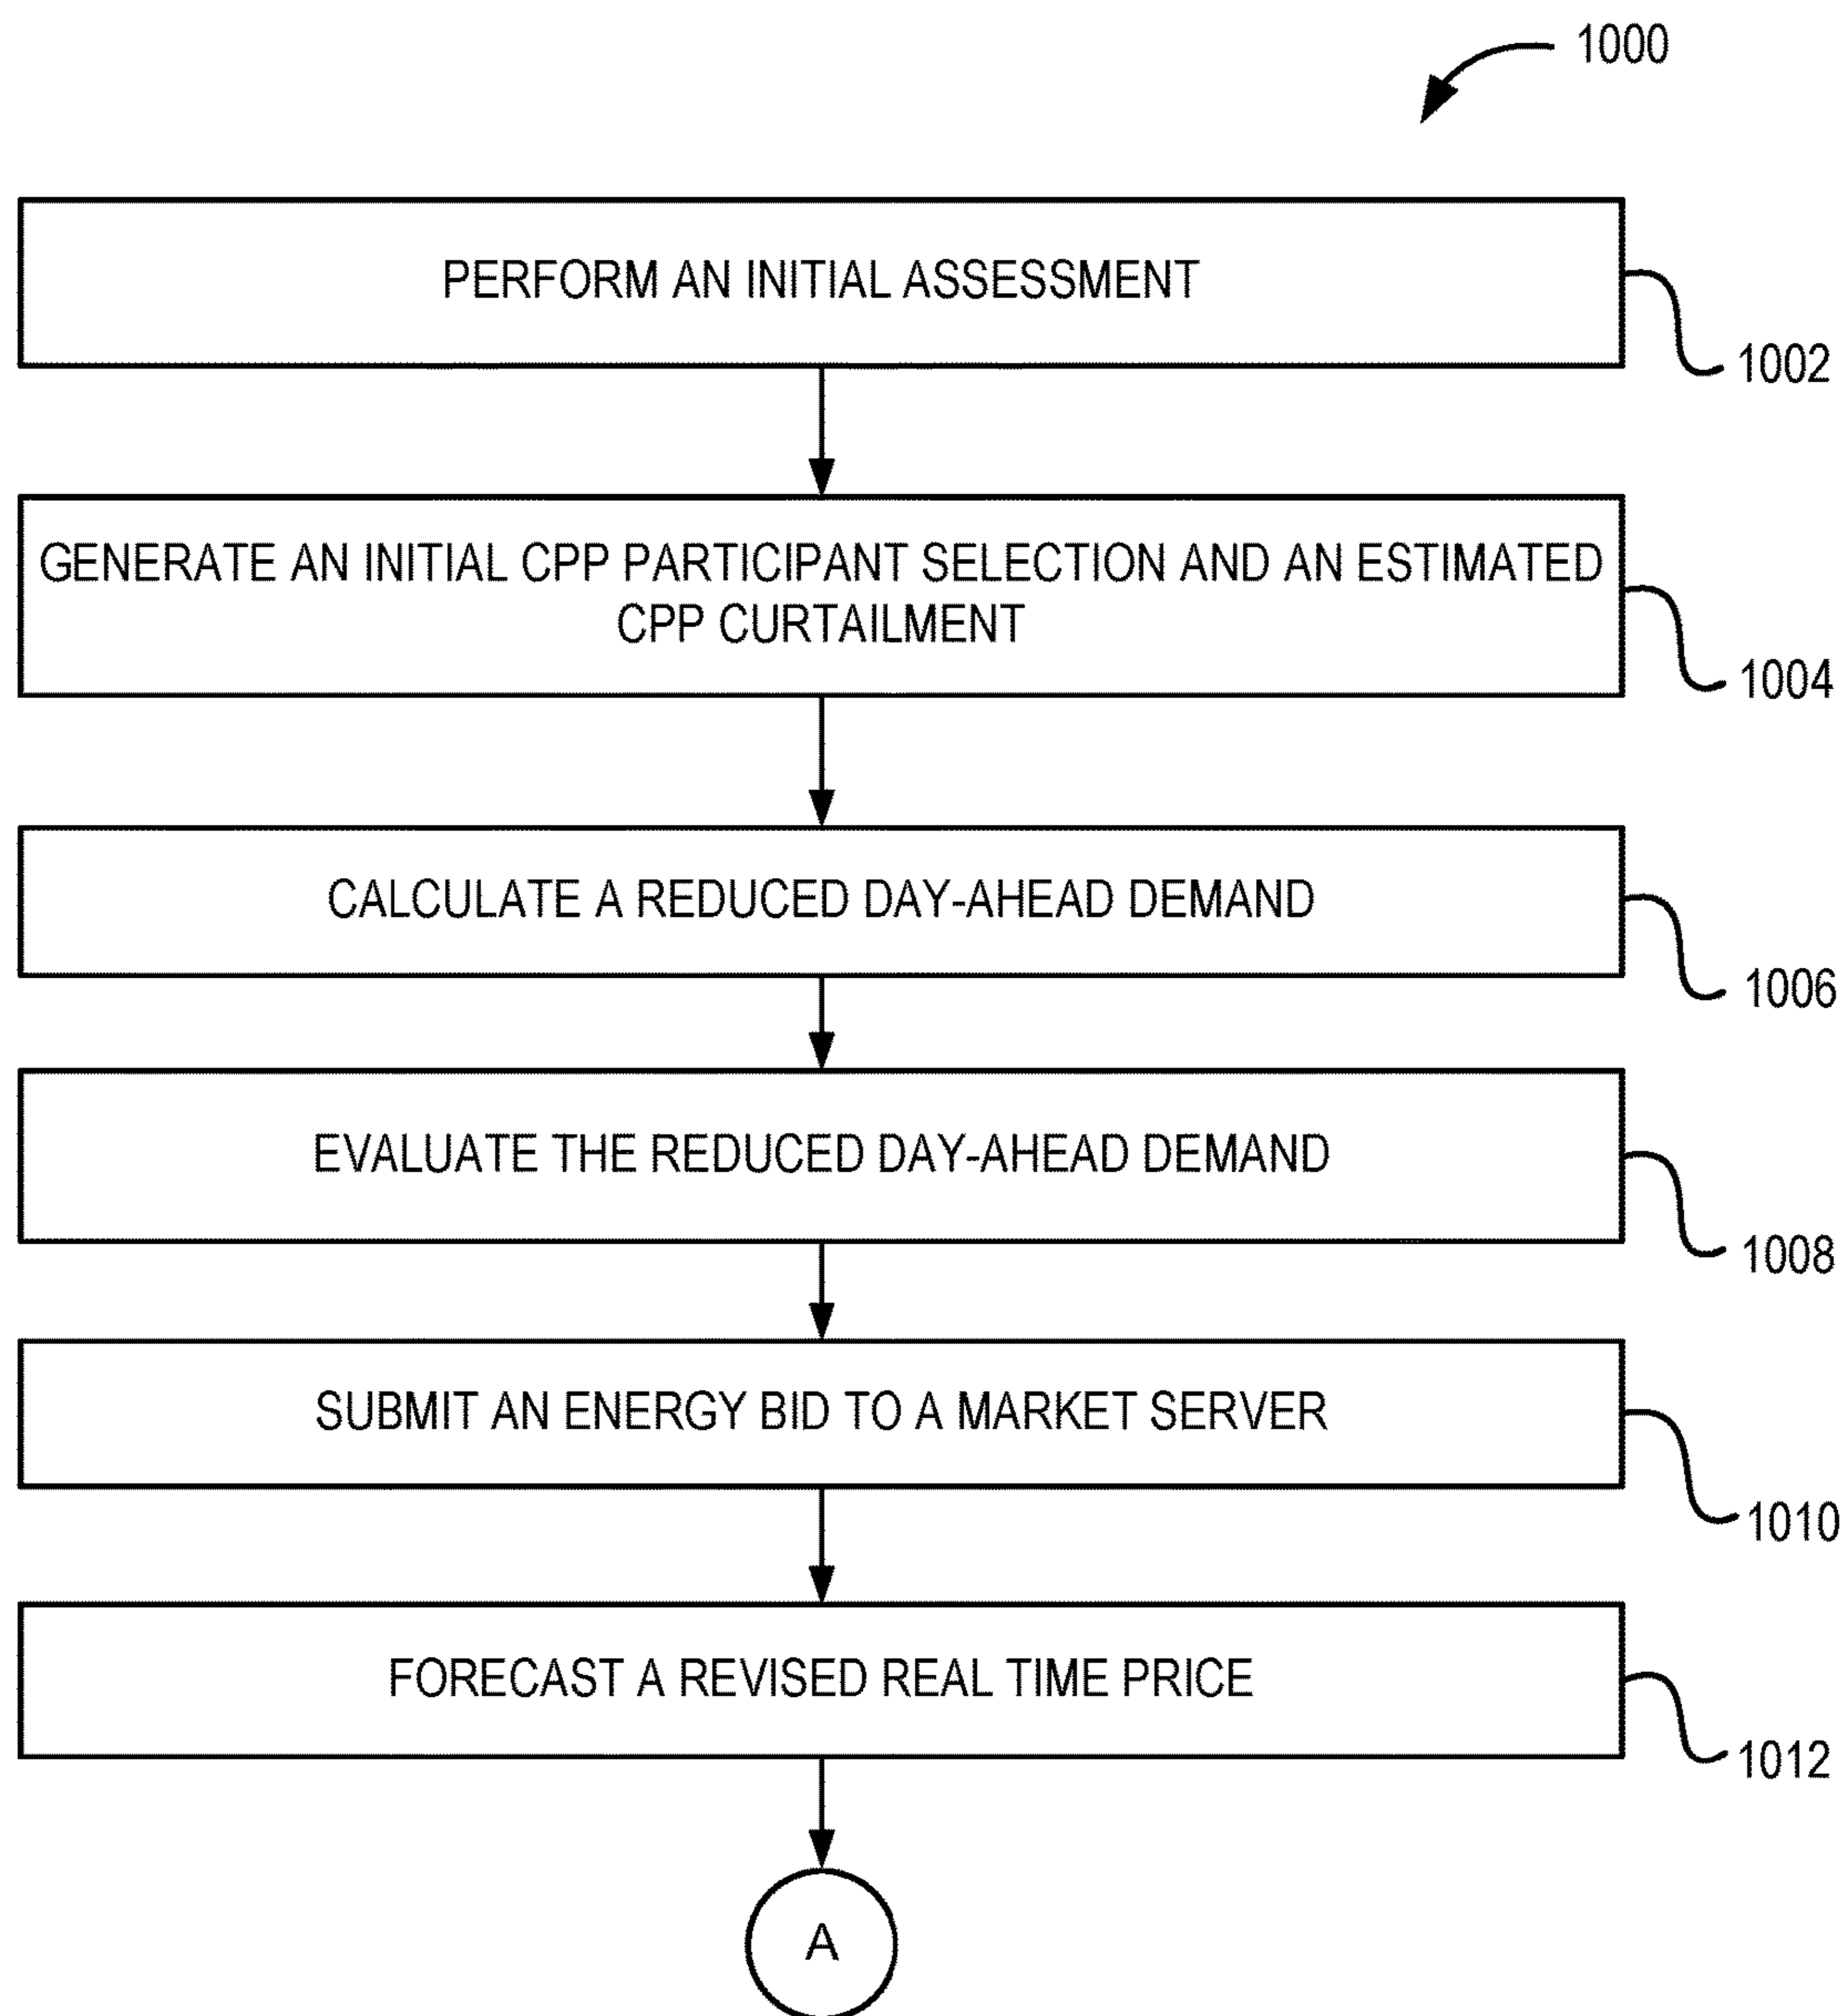 1000
PERFORM AN INITIAL ASSESSMENT
1002
GENERATE AN INITIAL CPP PARTICIPANT SELECTION AND AN ESTIMATED
CPP CURTAILMENT
1004
CALCULATE A REDUCED DAY-AHEAD DEMAND
1006
EVALUATE THE REDUCED DAY-AHEAD DEMAND
1008
SUBMIT AN ENERGY BID TO A MARKET SERVER
1010
FORECAST A REVISED REAL TIME PRICE
1012
A